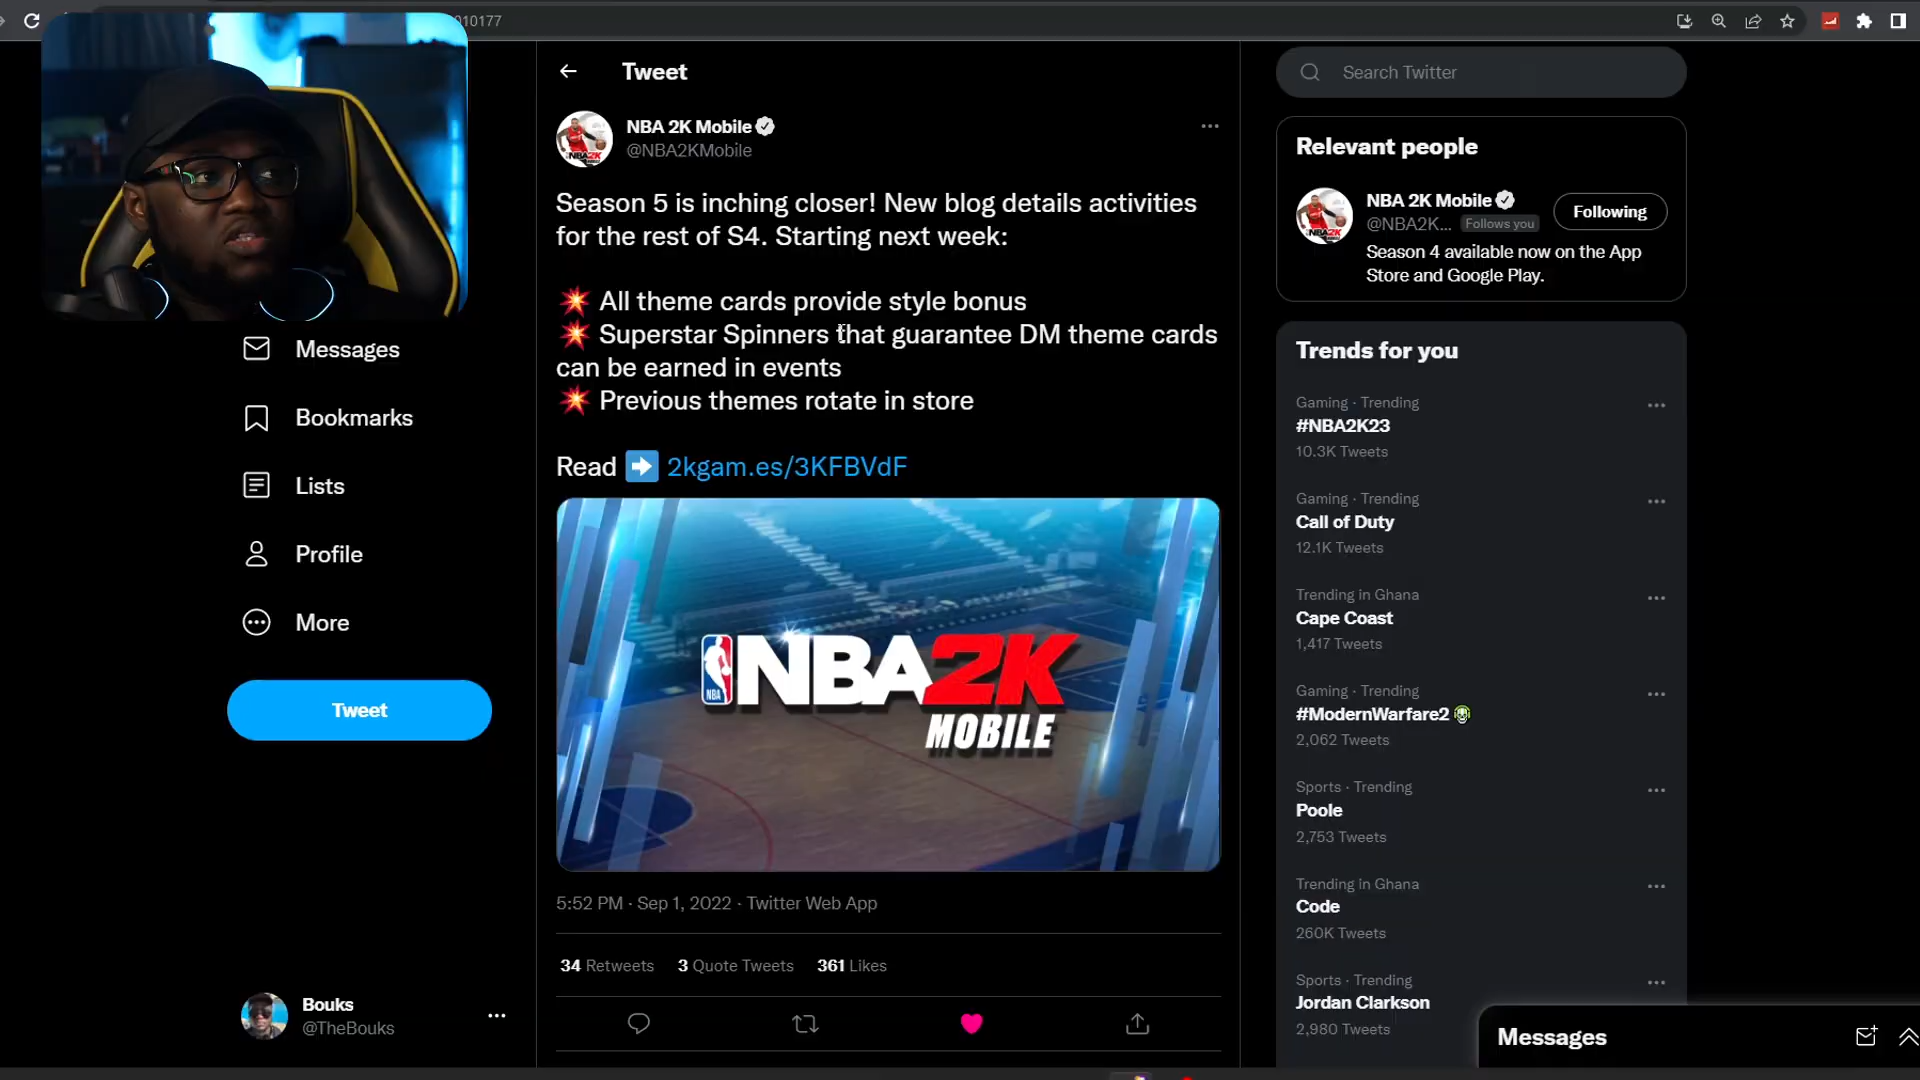 010177
Tweet
Search Twitter
NBA 2K Mobile
@NBA2KMobile
Season 5 is inching closer! New blog details activities
for the rest of S4. Starting next week:
💥 All theme cards provide style bonus
💥 Superstar Spinners that guarantee DM theme cards
can be earned in events
💥 Previous themes rotate in store
Read ➡️ 2kgam.es/3KFBVdF
NBA
NBA2K
MOBILE
5:52 PM · Sep 1, 2022 · Twitter Web App
34 Retweets 3 Quote Tweets 361 Likes
Messages
Bookmarks
Lists
Profile
More
Tweet
Bouks
@TheBouks
Relevant people
NBA 2K Mobile
@NBA2K... Follows you
Following
Season 4 available now on the App
Store and Google Play.
Trends for you
Gaming · Trending
#NBA2K23
10.3K Tweets
Gaming · Trending
Call of Duty
12.1K Tweets
Trending in Ghana
Cape Coast
1,417 Tweets
Gaming · Trending
#ModernWarfare2
2,062 Tweets
Sports · Trending
Poole
2,753 Tweets
Trending in Ghana
Code
260K Tweets
Sports · Trending
Jordan Clarkson
2,980 Tweets
Messages